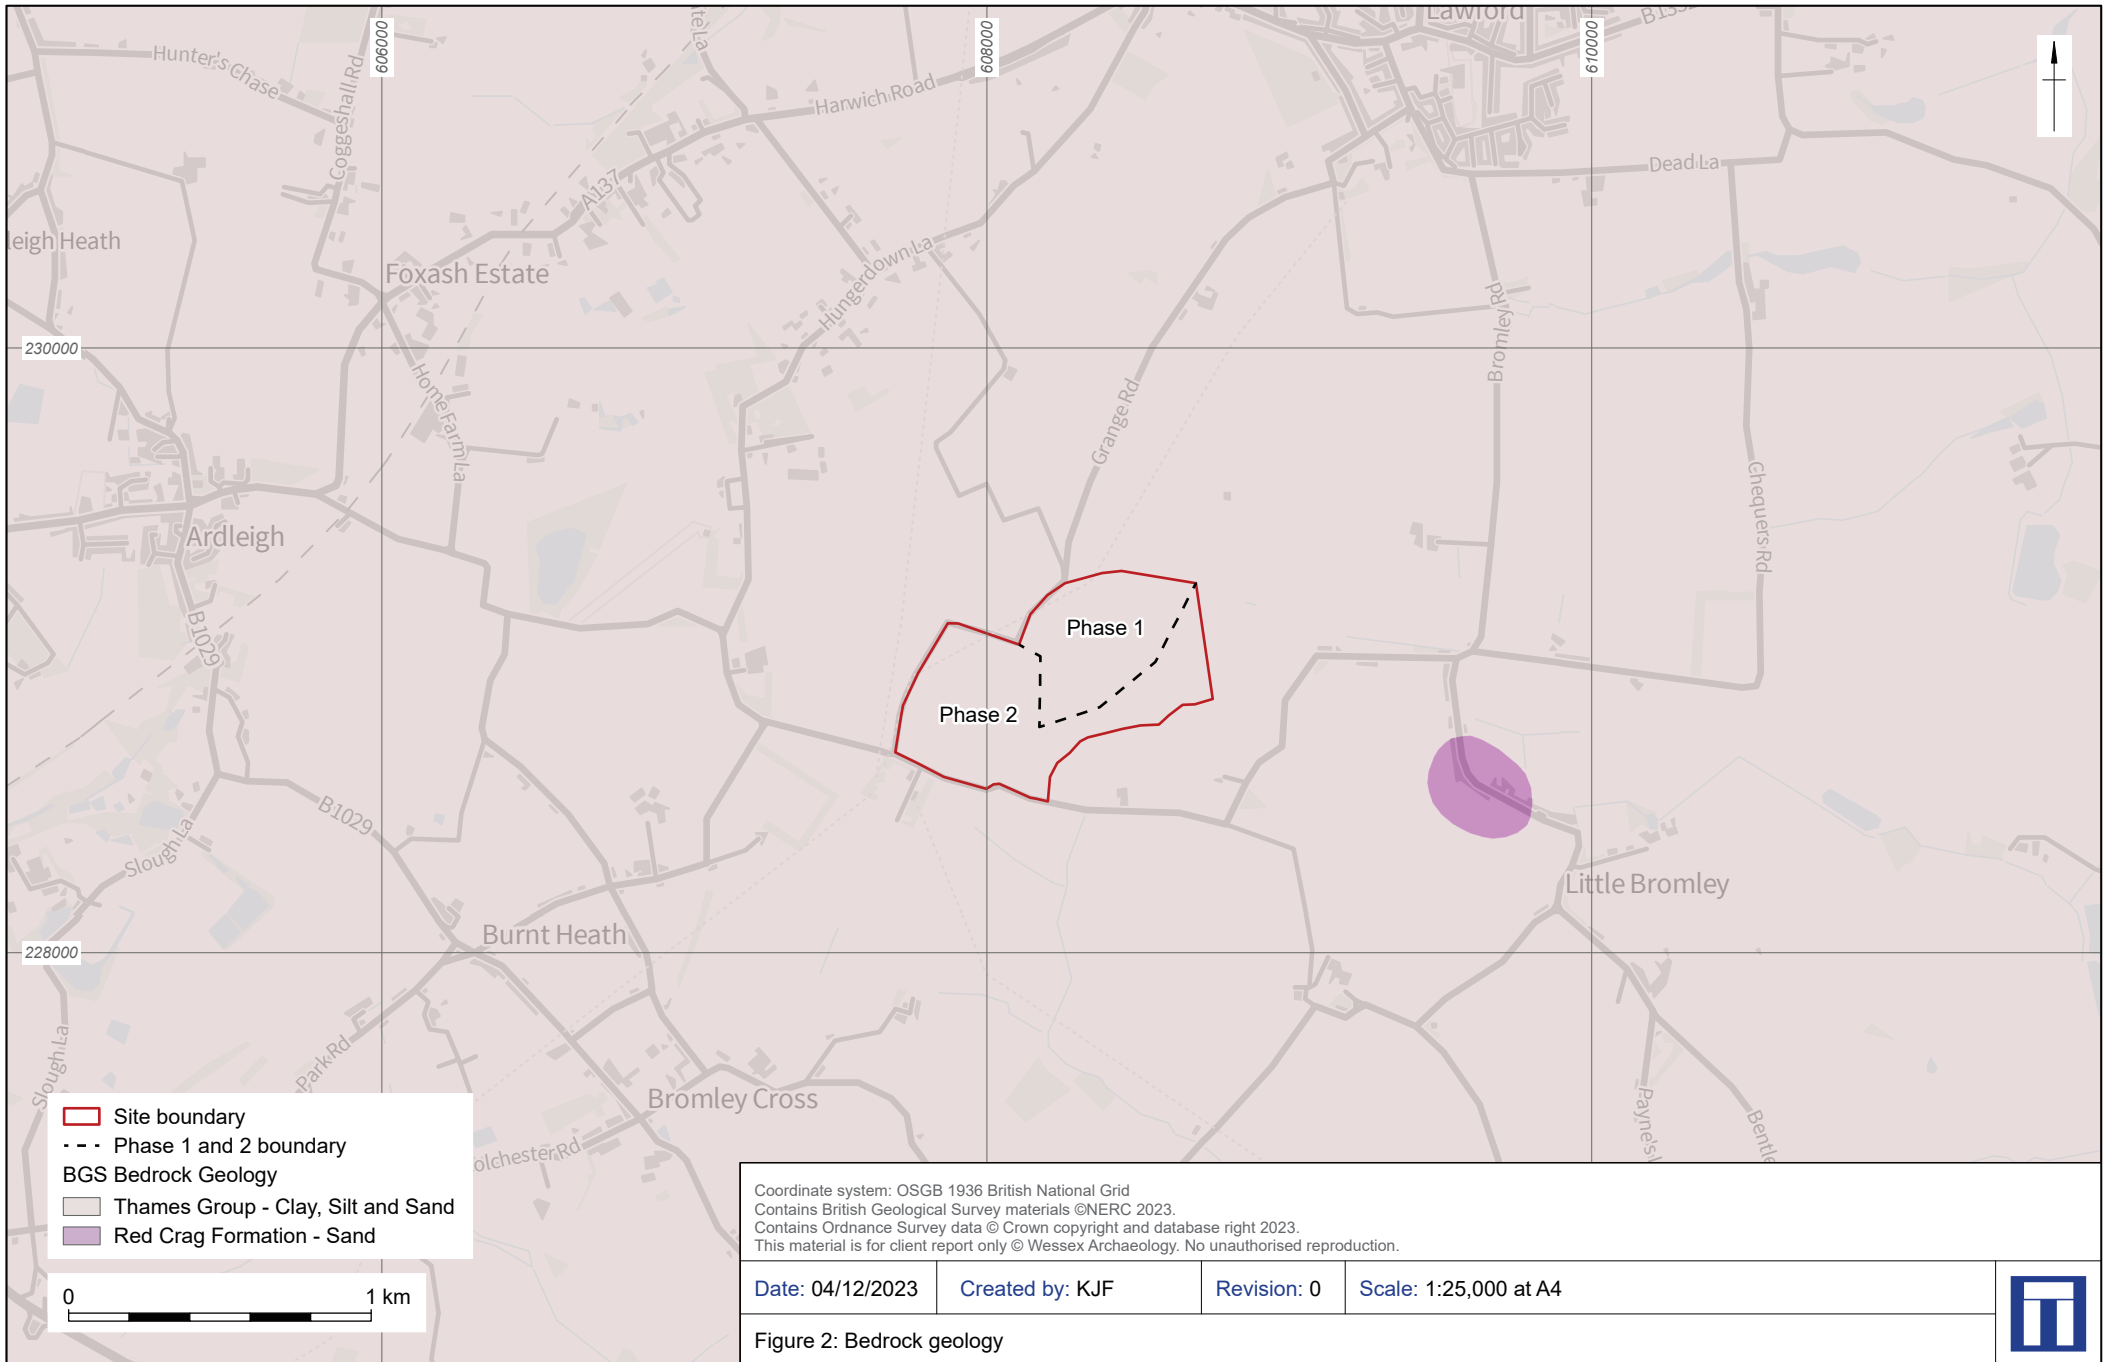 606000
608000
610000
Lawford
Hunter's Chase
Coggeshall Rd
Harwich Road
A137
Dead La
leigh Heath
Foxash Estate
Hungerdown La
Bromley Rd
230000
Home Farm La
Grange Rd
Chequers Rd
Ardleigh
B1029
Phase 1
Phase 2
B1029
Slough La
Little Bromley
Burnt Heath
228000
Slough La
Park Rd
Bromley Cross
Payne's L
Bentle
olchester Rd
Site boundary
Phase 1 and 2 boundary
BGS Bedrock Geology
Thames Group - Clay, Silt and Sand
Red Crag Formation - Sand
0 1 km
Coordinate system: OSGB 1936 British National Grid
Contains British Geological Survey materials ©NERC 2023.
Contains Ordnance Survey data © Crown copyright and database right 2023.
This material is for client report only © Wessex Archaeology. No unauthorised reproduction.
Date: 04/12/2023 Created by: KJF Revision: 0 Scale: 1:25,000 at A4
Figure 2: Bedrock geology